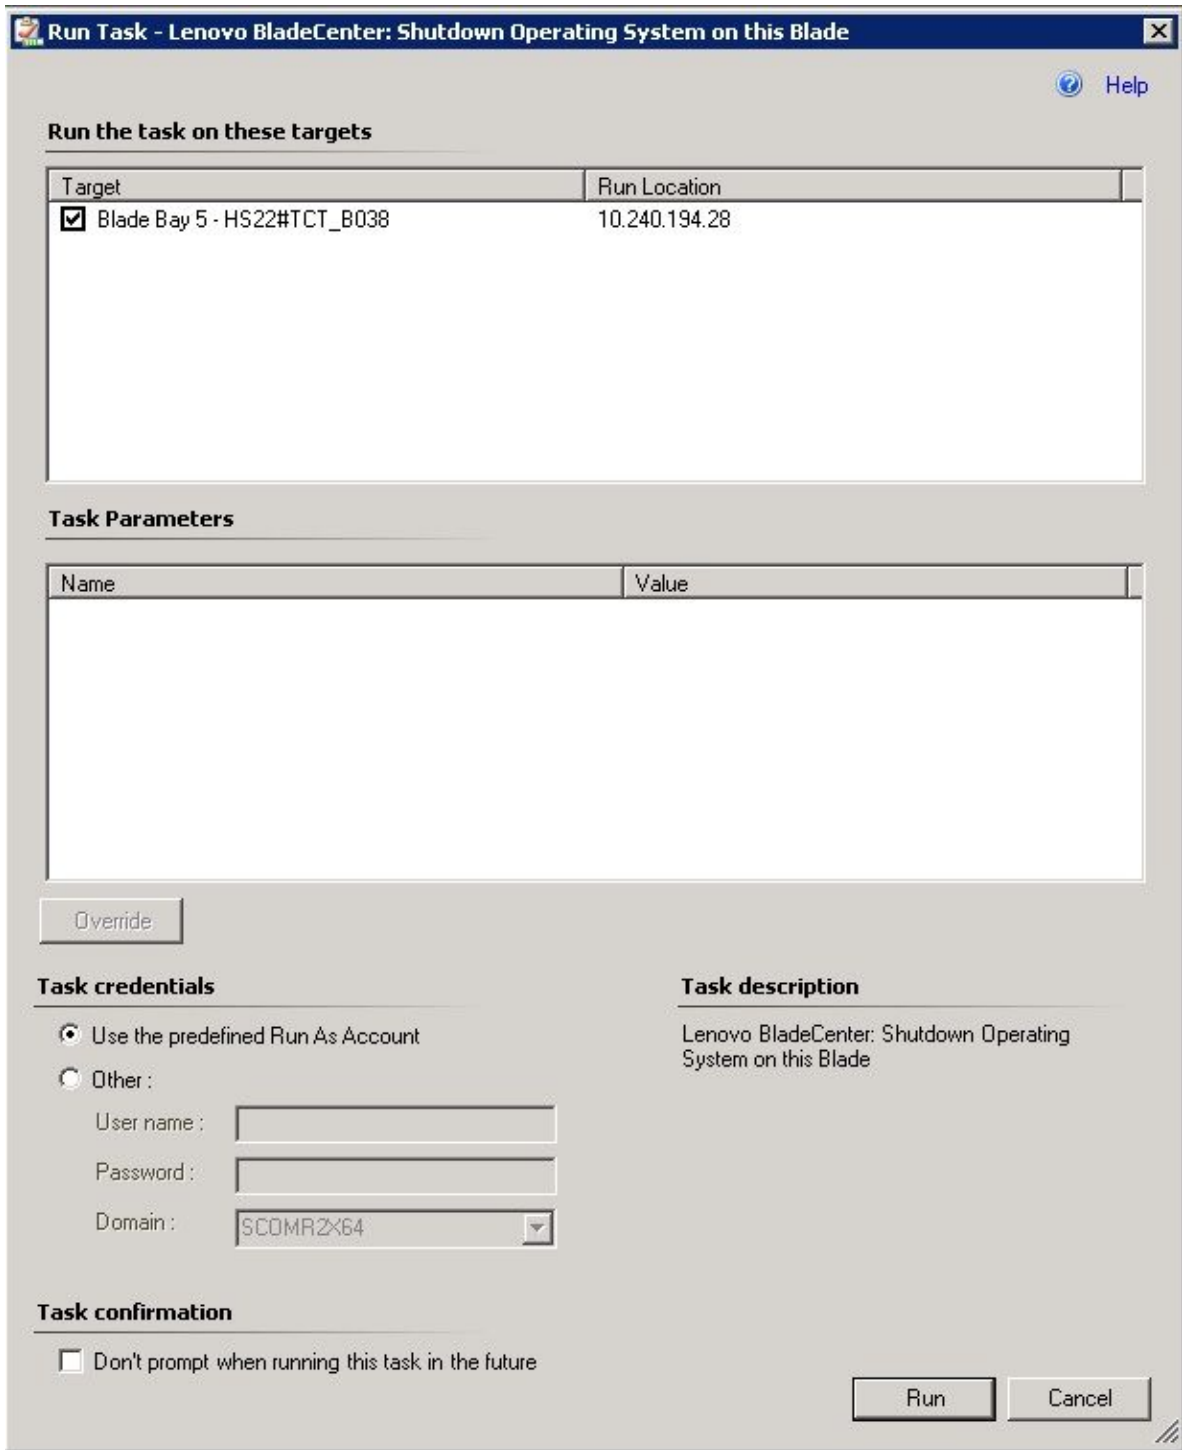 Run Task - Lenovo BladeCenter: Shutdown Operating System on this Blade
Help
Run the task on these targets
Target Run Location
Blade Bay 5 - HS22#TCT_B038 10.240.194.28
Task Parameters
Name Value
Override
Task credentials
Use the predefined Run As Account
Other :
User name :
Password :
Domain : SCOMR2X64
Task description
Lenovo BladeCenter: Shutdown Operating
System on this Blade
Task confirmation
Don't prompt when running this task in the future
Run Cancel